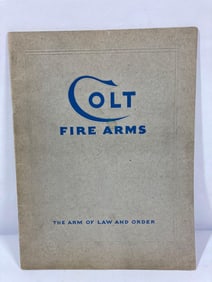 COLT
FIRE ARMS
THE ARM OF LAW AND ORDER